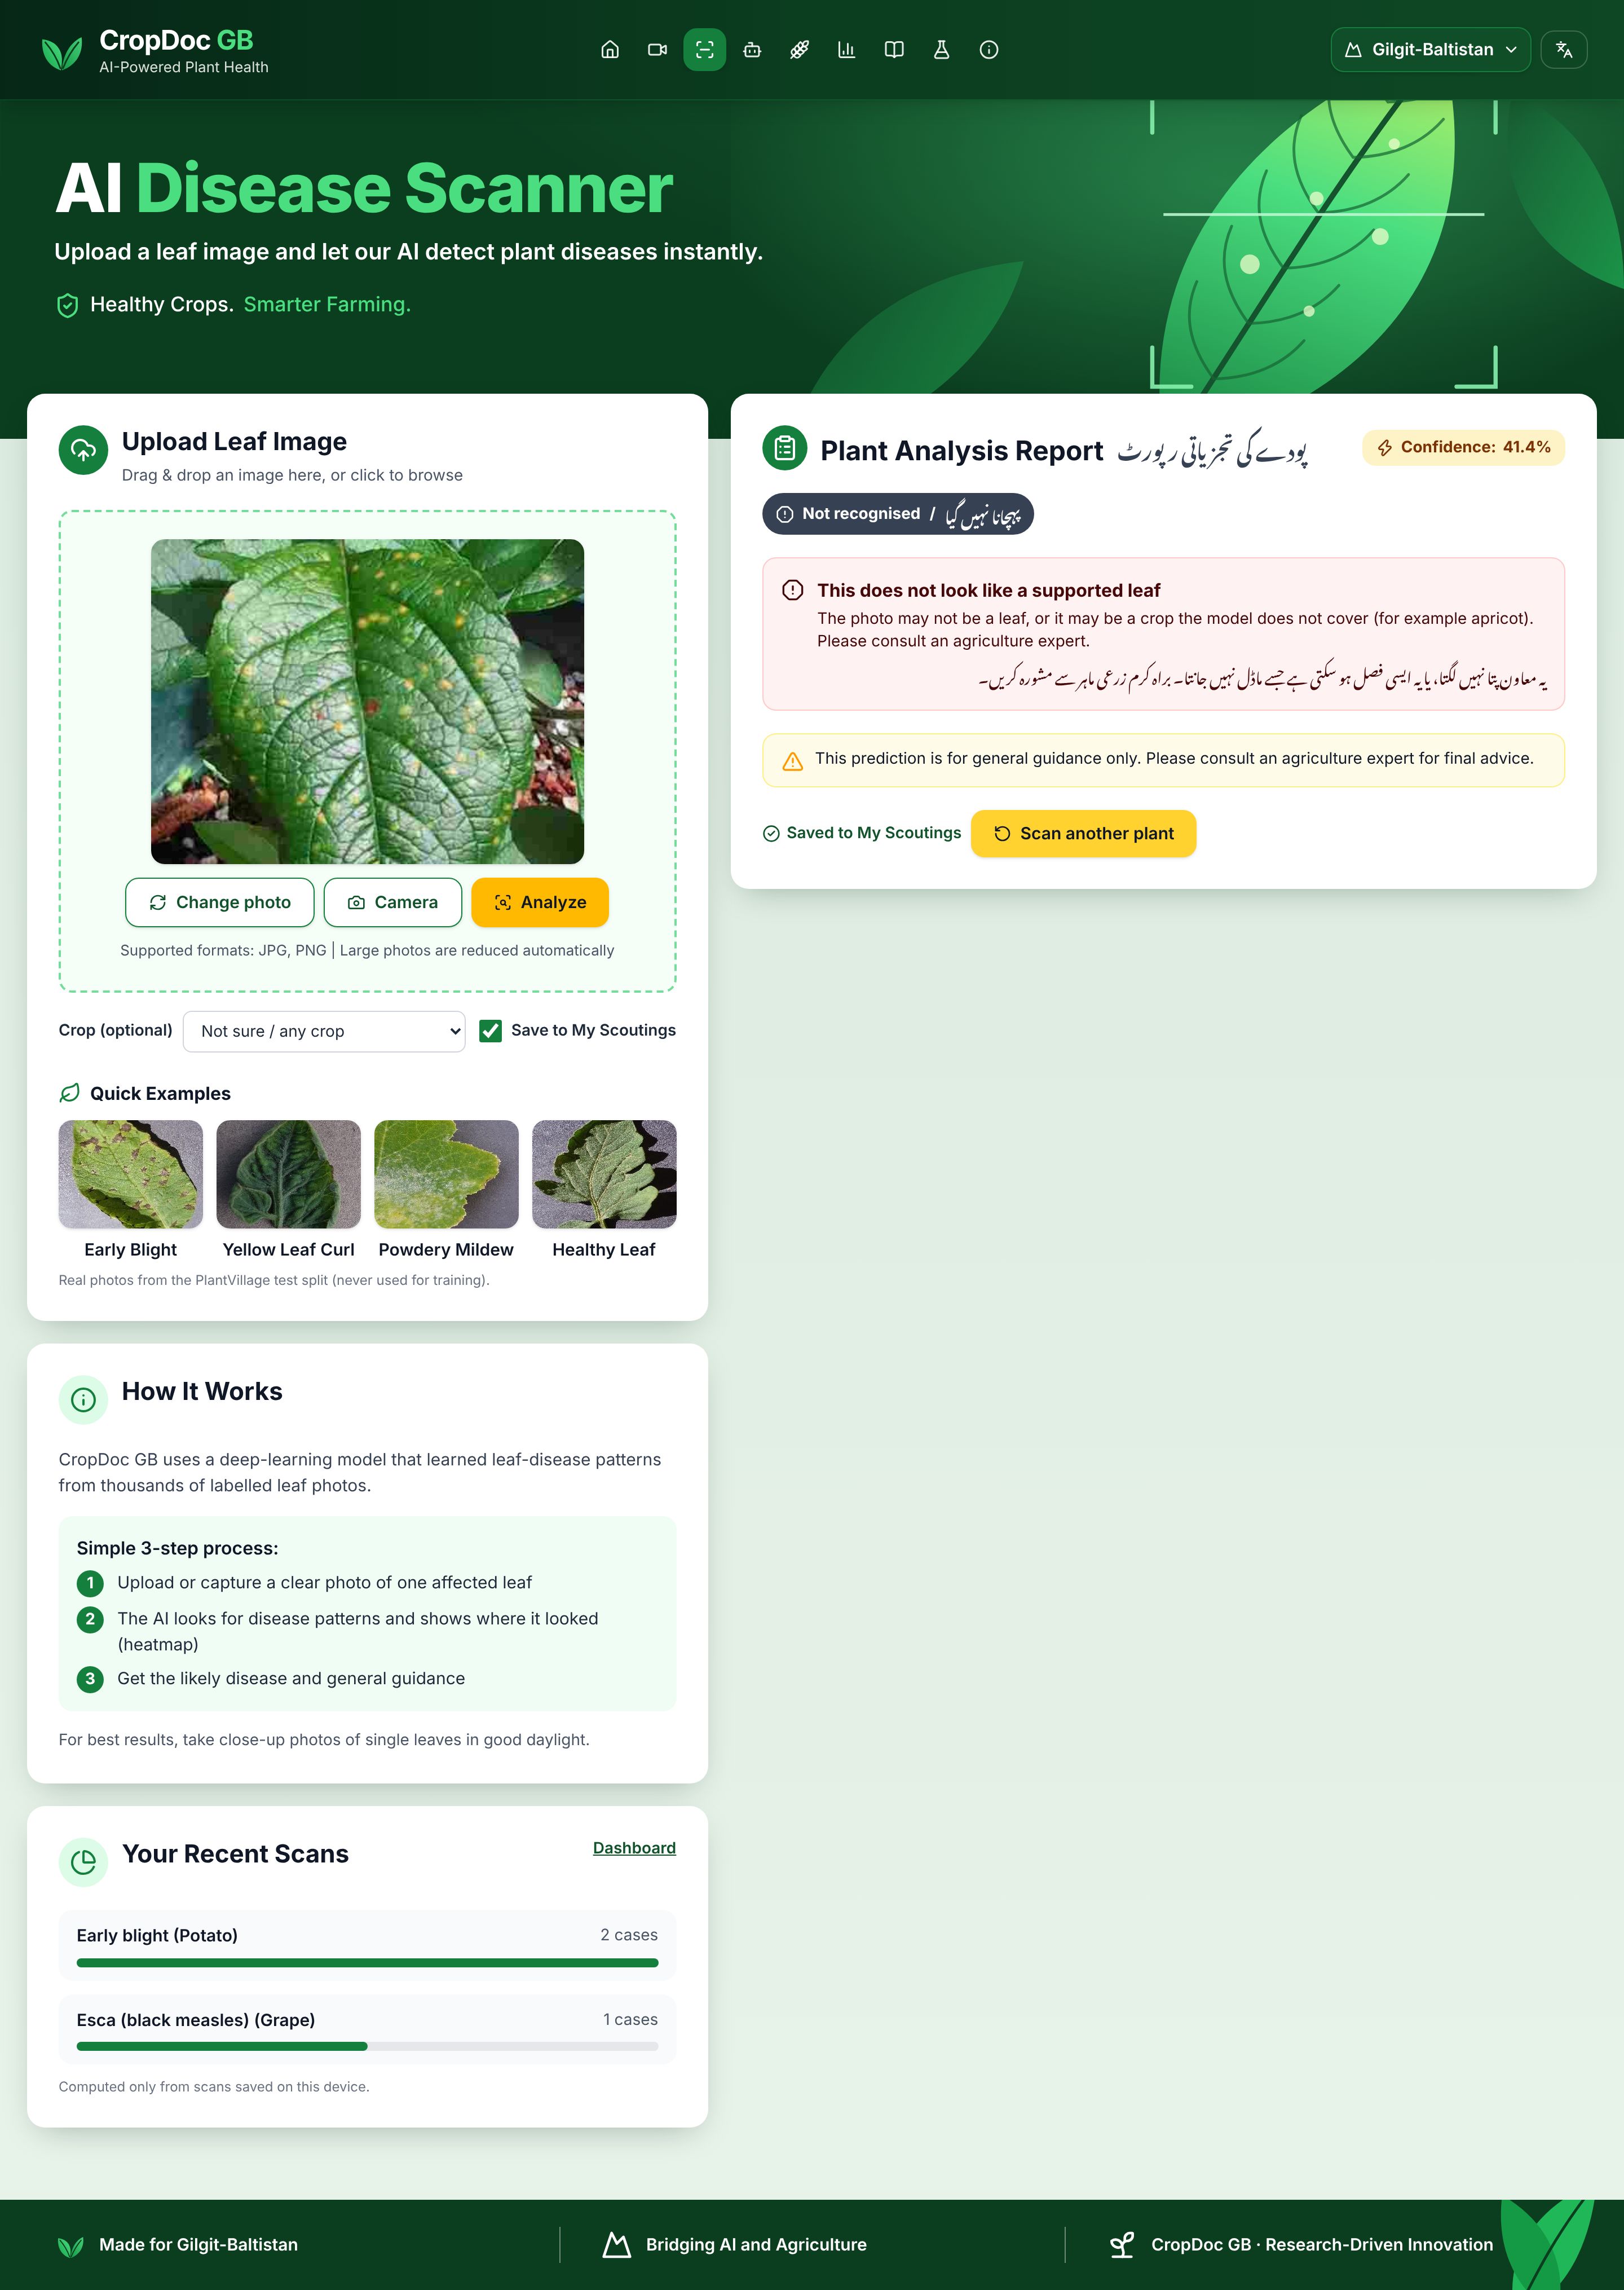 CropDoc GB
AI-Powered Plant Health
Gilgit-Baltistan
AI Disease Scanner
Upload a leaf image and let our AI detect plant diseases instantly.
Healthy Crops. Smarter Farming.
Upload Leaf Image
Drag & drop an image here, or click to browse
Change photo
Camera
Analyze
Supported formats: JPG, PNG | Large photos are reduced automatically
Crop (optional)
Not sure / any crop
Save to My Scoutings
Quick Examples
Early Blight
Yellow Leaf Curl
Powdery Mildew
Healthy Leaf
Real photos from the PlantVillage test split (never used for training).
How It Works
CropDoc GB uses a deep-learning model that learned leaf-disease patterns
from thousands of labelled leaf photos.
Simple 3-step process:
1 Upload or capture a clear photo of one affected leaf
2 The AI looks for disease patterns and shows where it looked
(heatmap)
3 Get the likely disease and general guidance
For best results, take close-up photos of single leaves in good daylight.
Your Recent Scans
Dashboard
Early blight (Potato)
2 cases
Esca (black measles) (Grape)
1 cases
Computed only from scans saved on this device.
Plant Analysis Report پودے کی تجزیاتی رپورٹ
Confidence: 41.4%
Not recognised / پہچانا نہیں گیا
This does not look like a supported leaf
The photo may not be a leaf, or it may be a crop the model does not cover (for example apricot).
Please consult an agriculture expert.
یہ معاون پتا نہیں لگتا، یا یہ ایسی فصل ہو سکتی ہے جسے ماڈل نہیں جانتا۔ براہ کرم زرعی ماہر سے مشورہ کریں۔
This prediction is for general guidance only. Please consult an agriculture expert for final advice.
Saved to My Scoutings
Scan another plant
Made for Gilgit-Baltistan
Bridging AI and Agriculture
CropDoc GB · Research-Driven Innovation